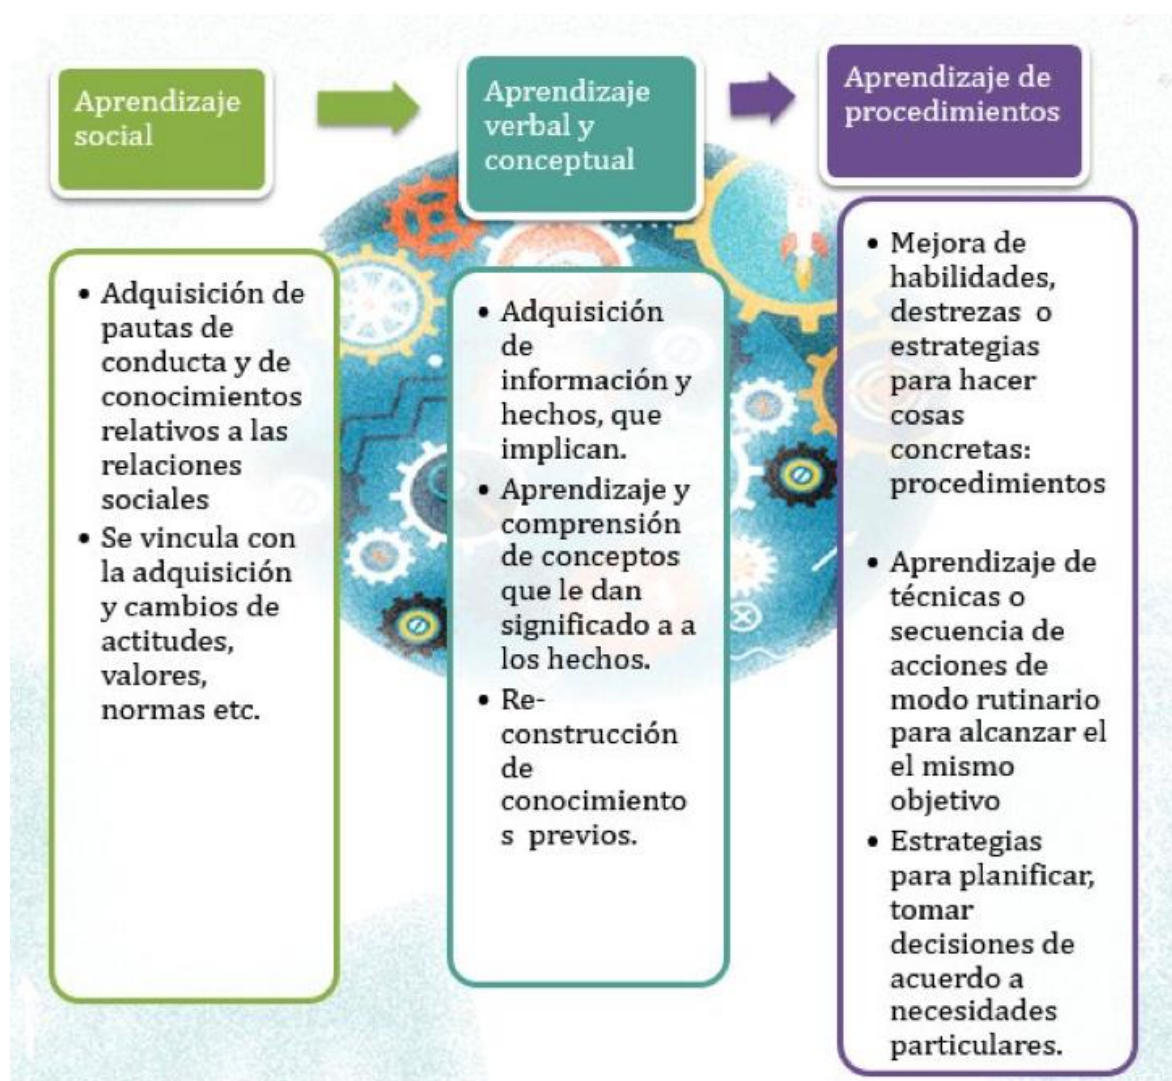 Aprendizaje
social
Aprendizaje
verbal y
conceptual
Aprendizaje de
procedimientos
• Adquisición de
pautas de
conducta y de
conocimientos
relativos a las
relaciones
sociales
• Se vincula con
la adquisición
y cambios de
actitudes,
valores,
normas etc.
• Adquisición
de
información y
hechos, que
implican.
• Aprendizaje y
comprensión
de conceptos
que le dan
significado a a
los hechos.
• Re-
construcción
de
conocimiento
s previos.
• Mejora de
habilidades,
destrezas o
estrategias
para hacer
cosas
concretas:
procedimientos
• Aprendizaje de
técnicas o
secuencia de
acciones de
modo rutinario
para alcanzar el
el mismo
objetivo
• Estrategias
para planificar,
tomar
decisiones de
acuerdo a
necesidades
particulares.